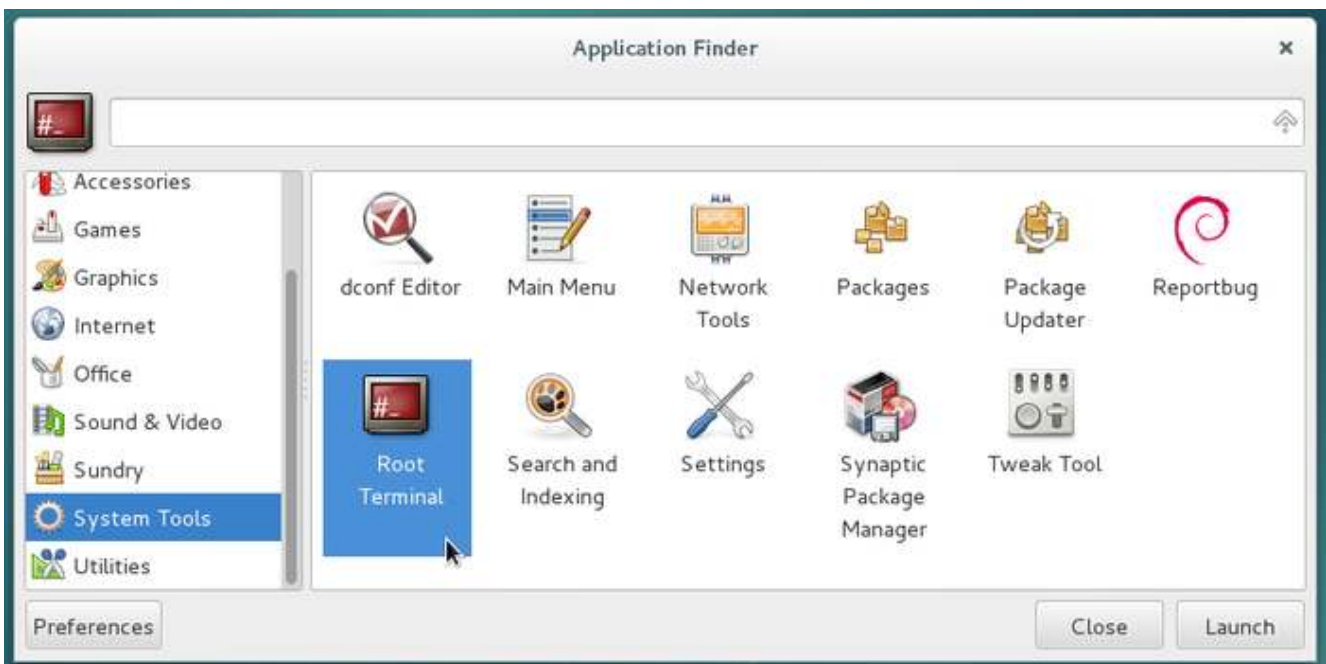 Application Finder
#_
Accessories
Games
Graphics
Internet
Office
Sound & Video
Sundry
System Tools
Utilities
dconf Editor
Main Menu
Network
Tools
Packages
Package
Updater
Reportbug
#_
Root
Terminal
Search and
Indexing
Settings
Synaptic
Package
Manager
Tweak Tool
Preferences
Close
Launch